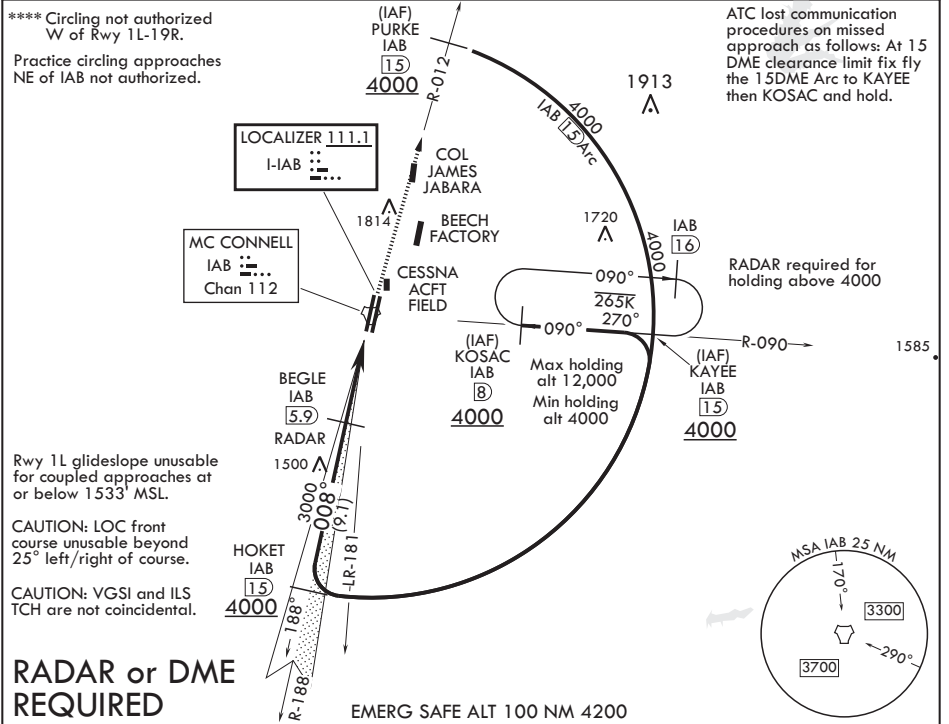 **** Circling not authorized
W of Rwy 1L-19R.
Practice circling approaches
NE of IAB not authorized.
(IAF)
PURKE
IAB
15
4000
R-012
ATC lost communication
procedures on missed
approach as follows: At 15
DME clearance limit fix fly
the 15DME Arc to KAYEE
then KOSAC and hold.
1913
4000
IAB 15 Arc
LOCALIZER 111.1
I-IAB
COL
JAMES
JABARA
1814
BEECH
FACTORY
1720
4000
IAB
16
MC CONNELL
IAB
Chan 112
CESSNA
ACFT
FIELD
090°
265K
270°
090°
RADAR required for
holding above 4000
R-090
1585
(IAF)
KOSAC
IAB
8
4000
Max holding
alt 12,000
Min holding
alt 4000
(IAF)
KAYEE
IAB
15
4000
BEGLE
IAB
5.9
RADAR
1500
3000
008°
(9.1)
LR-181
Rwy 1L glideslope unusable
for coupled approaches at
or below 1533' MSL.
CAUTION: LOC front
course unusable beyond
25° left/right of course.
CAUTION: VGSI and ILS
TCH are not coincidental.
HOKET
IAB
15
4000
188°
R-188
MSA IAB 25 NM
170°
3300
290°
3700
RADAR or DME
REQUIRED
EMERG SAFE ALT 100 NM 4200